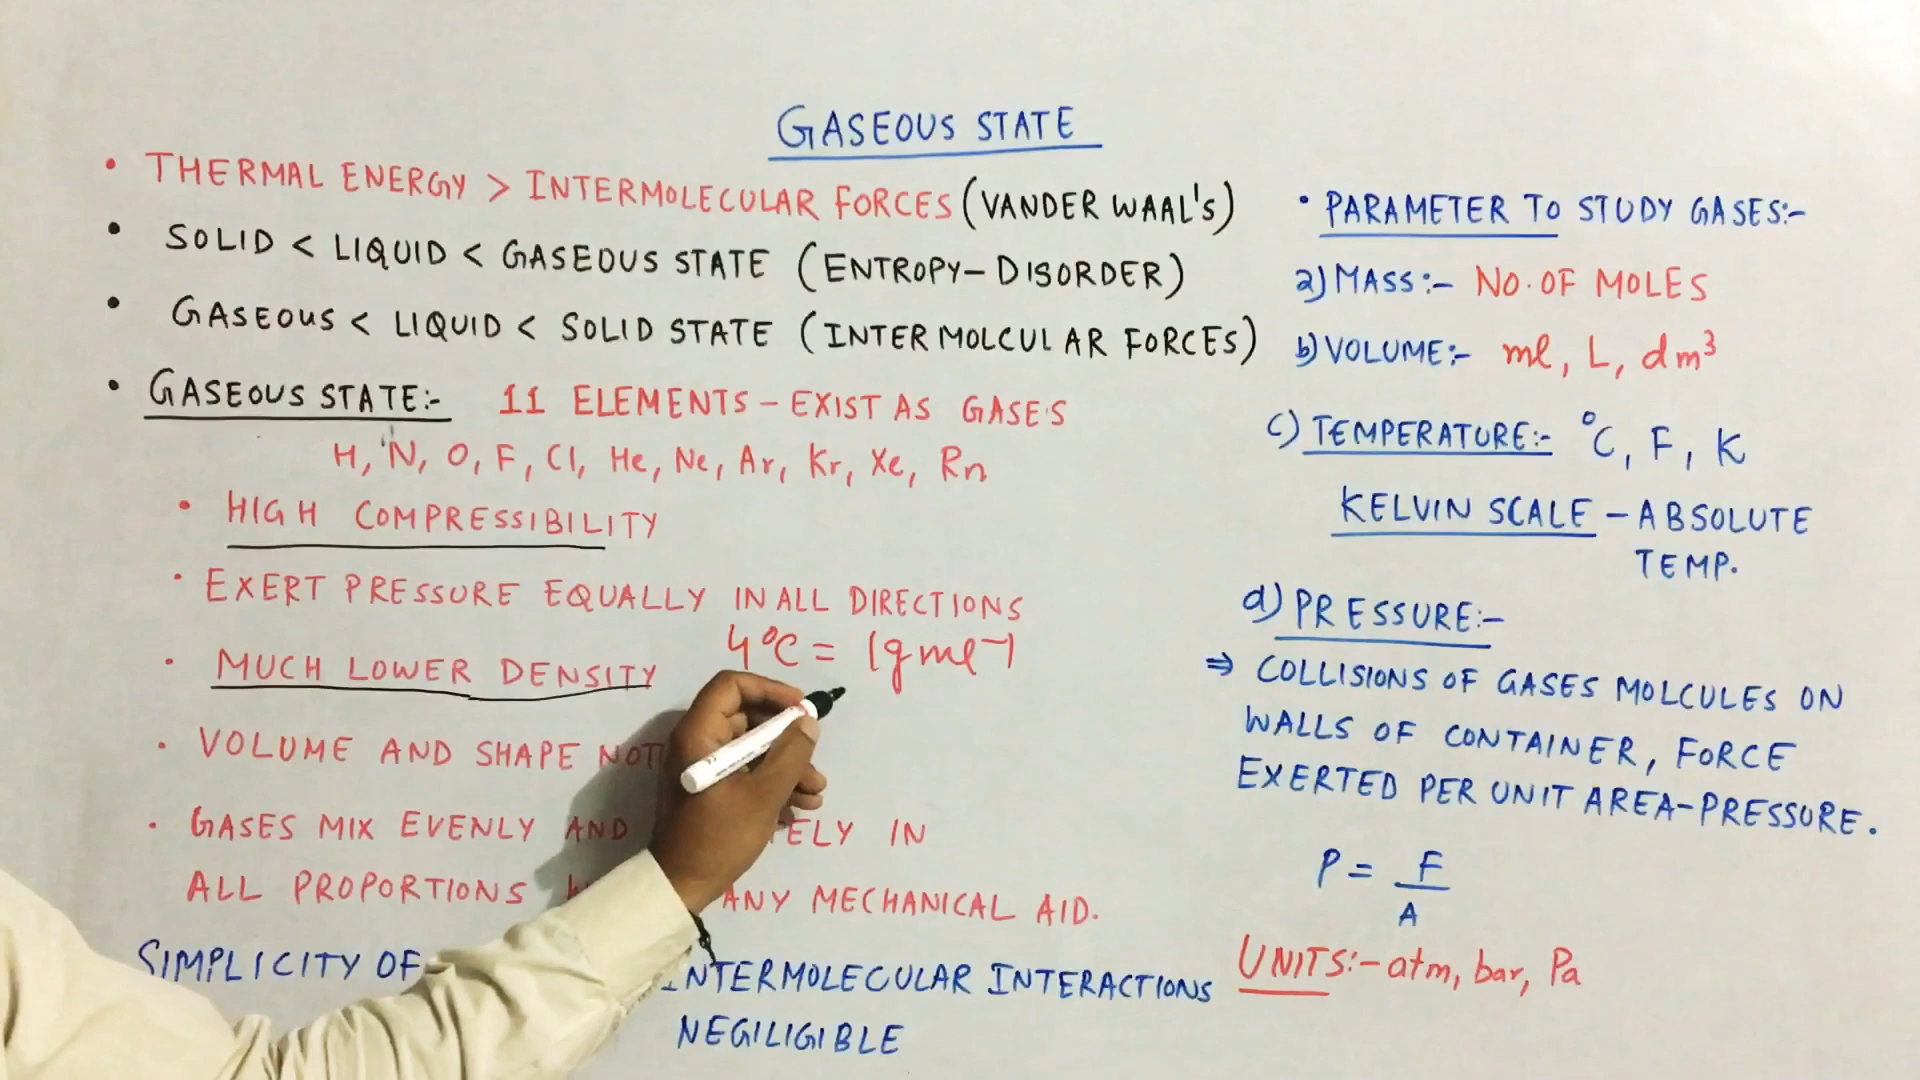 GASEOUS STATE
• THERMAL ENERGY > INTERMOLECULAR FORCES (VANDER WAAL'S)
• SOLID < LIQUID < GASEOUS STATE (ENTROPY-DISORDER)
• GASEOUS < LIQUID < SOLID STATE (INTERMOLCULAR FORCES)
• GASEOUS STATE:- 11 ELEMENTS - EXIST AS GASES
H, N, O, F, Cl, He, Ne, Ar, Kr, Xe, Rn
• HIGH COMPRESSIBILITY
• EXERT PRESSURE EQUALLY IN ALL DIRECTIONS
• MUCH LOWER DENSITY 4°C = 1g ml⁻¹
• VOLUME AND SHAPE NOT
• GASES MIX EVENLY AND ELY IN
ALL PROPORTIONS ANY MECHANICAL AID.
SIMPLICITY OF NTERMOLECULAR INTERACTIONS
NEGILIGIBLE
• PARAMETER TO STUDY GASES:-
a) MASS:- NO. OF MOLES
b) VOLUME:- ml, L, dm³
c) TEMPERATURE:- °C, F, K
KELVIN SCALE - ABSOLUTE
TEMP.
d) PRESSURE:-
⇒ COLLISIONS OF GASES MOLCULES ON
WALLS OF CONTAINER, FORCE
EXERTED PER UNIT AREA-PRESSURE.
P = F
A
UNITS:- atm, bar, Pa